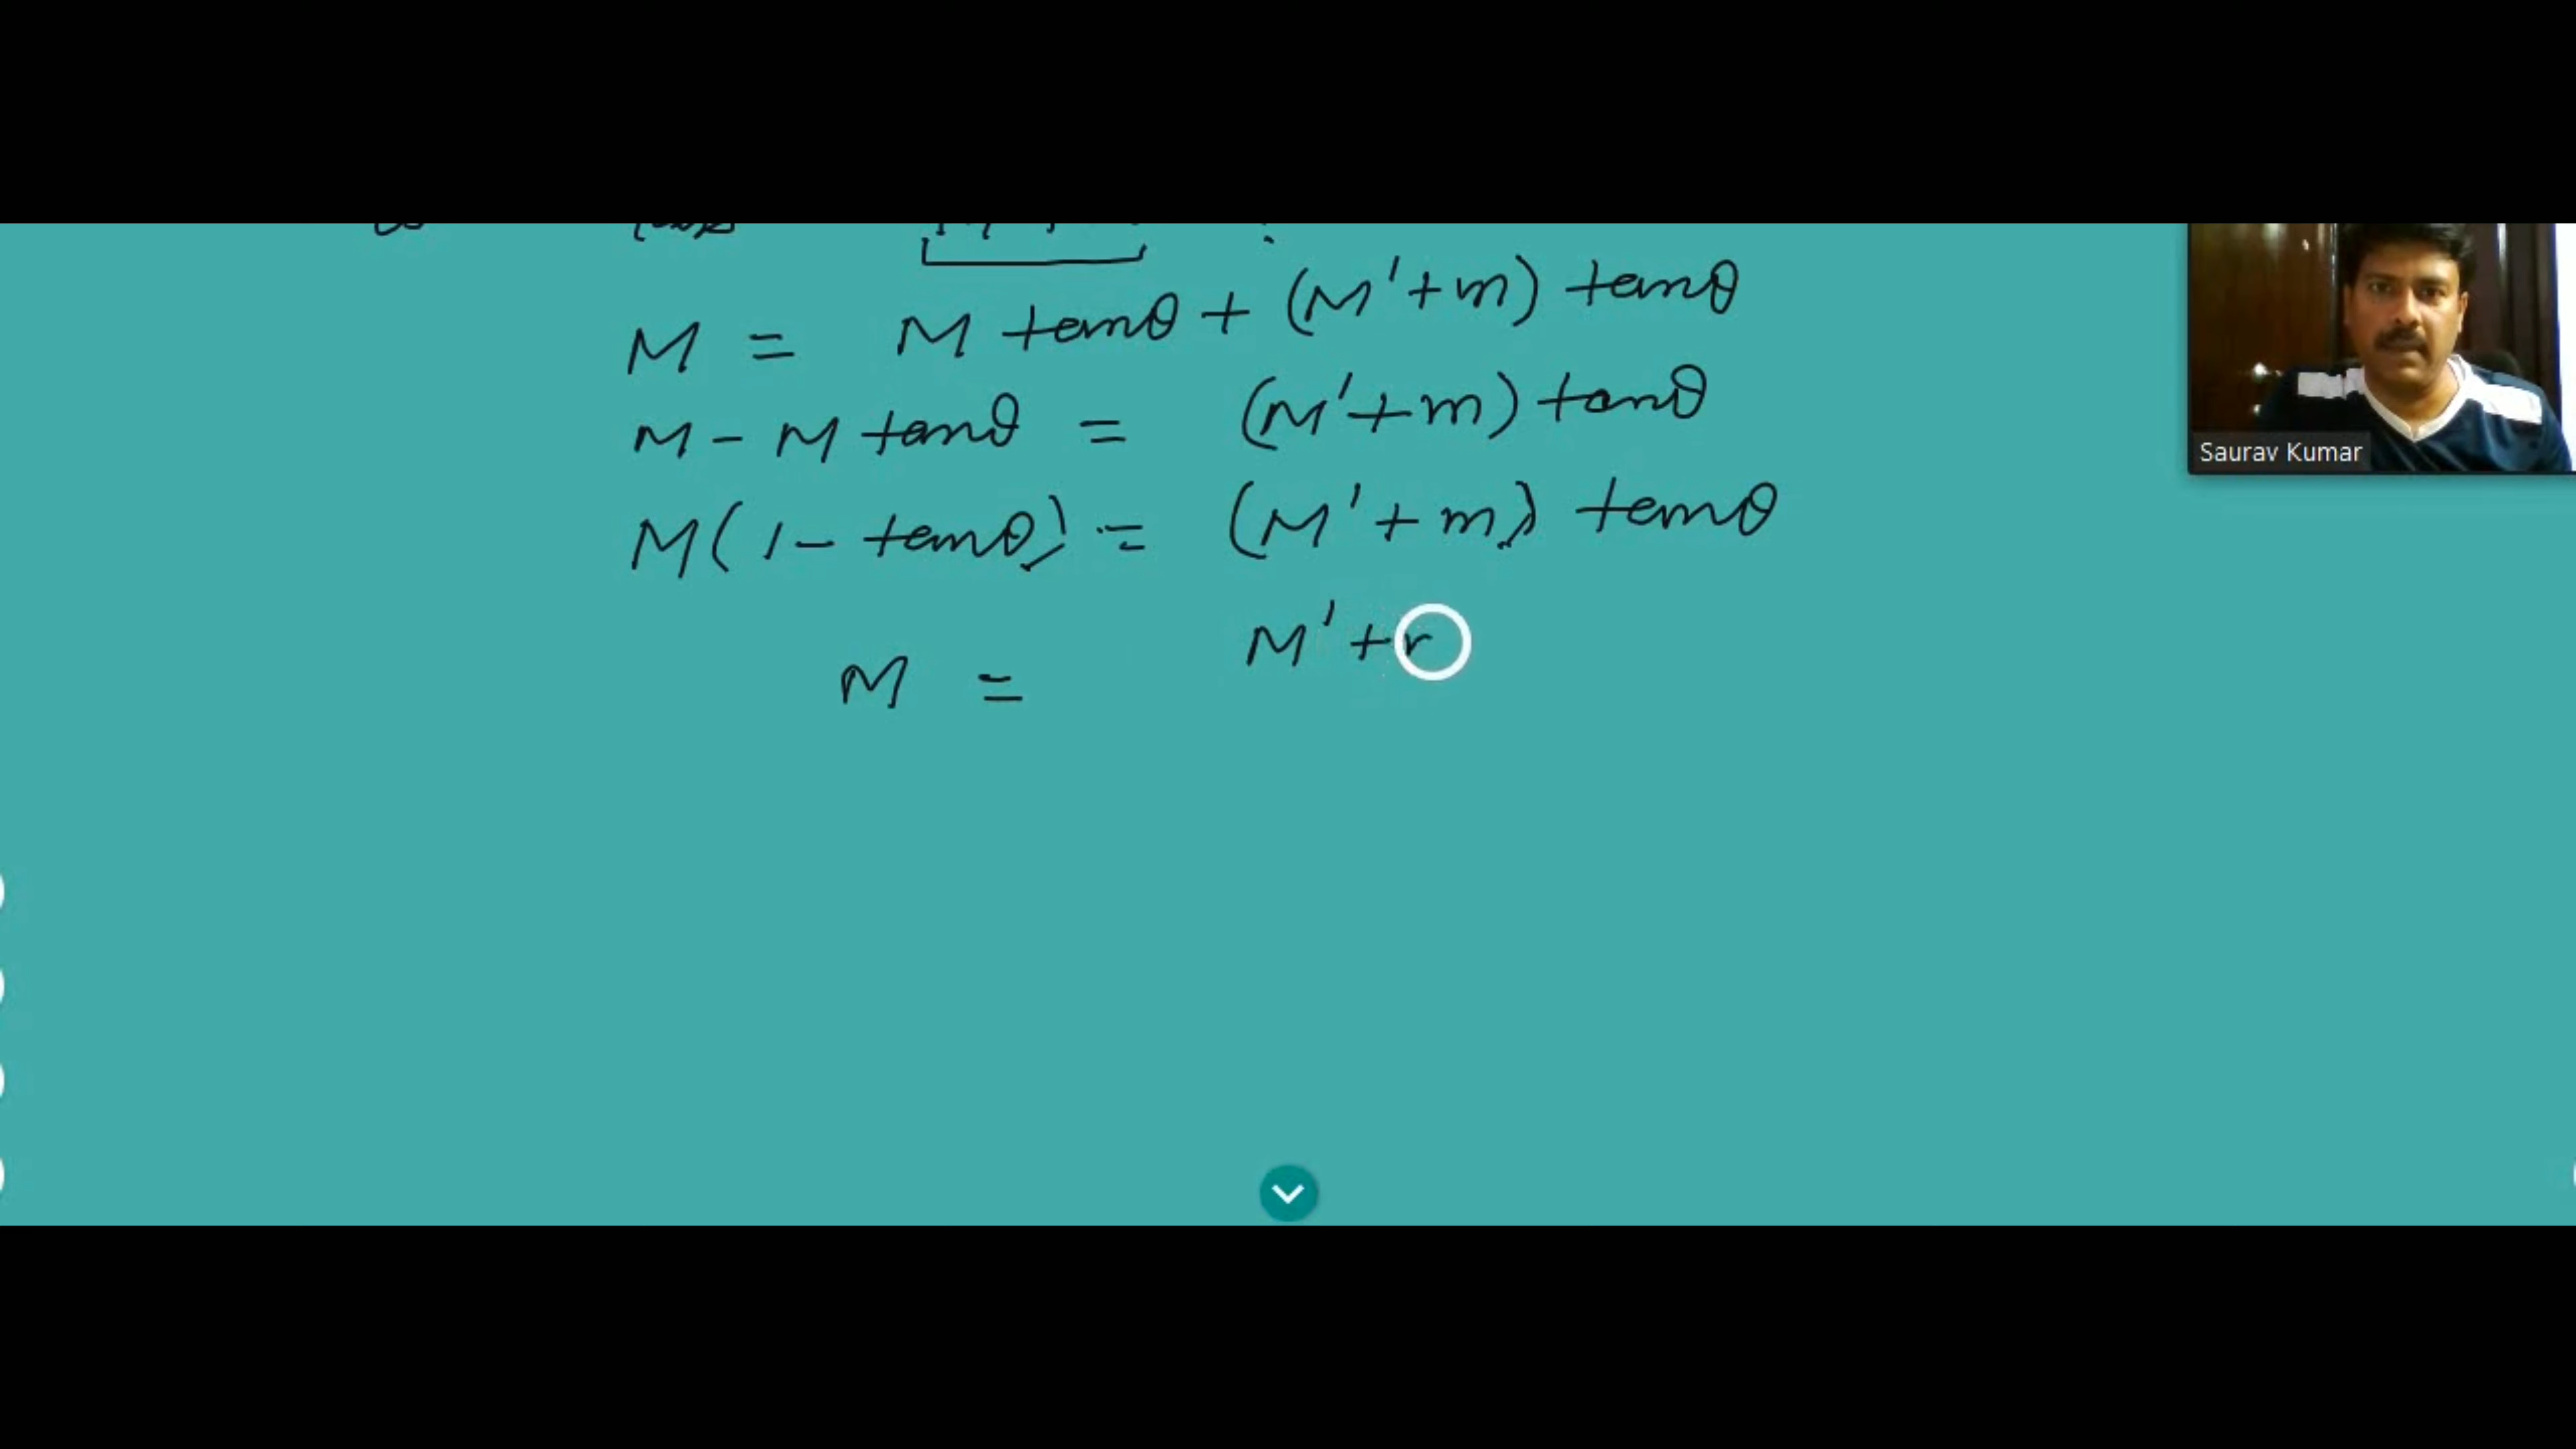 M = M tanθ + (M'+m) tanθ
Saurav Kumar
M - M tanθ = (M'+m) tanθ
M(1 - tanθ) = (M'+m) tanθ
M = M'+